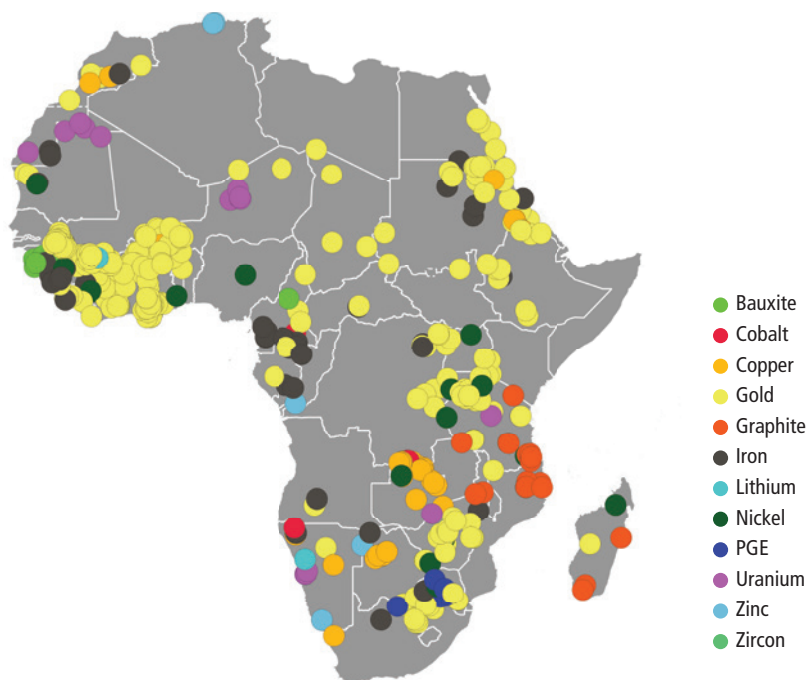 Bauxite
Cobalt
Copper
Gold
Graphite
Iron
Lithium
Nickel
PGE
Uranium
Zinc
Zircon